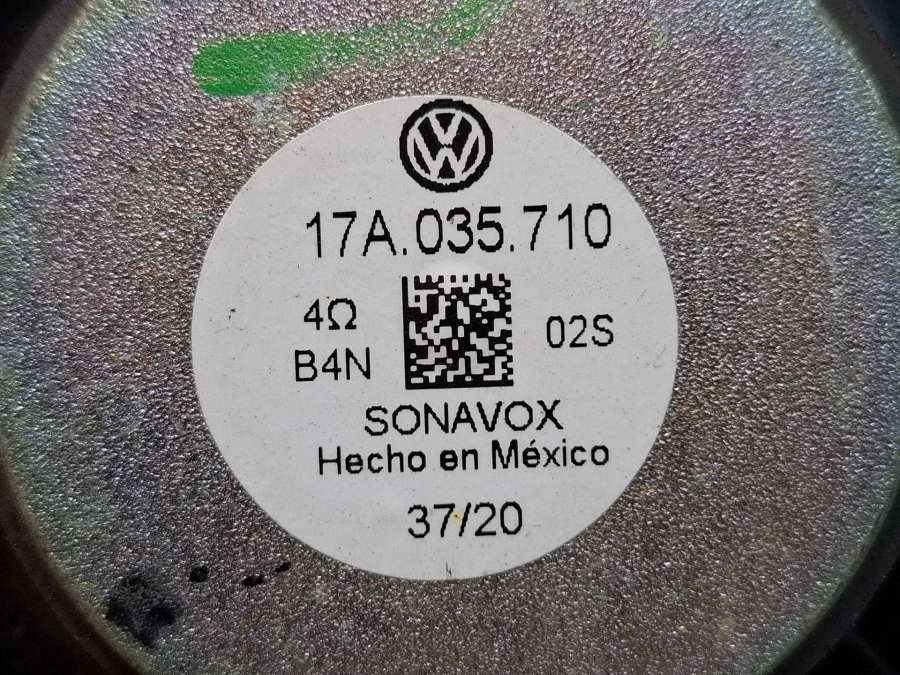 17A.035.710
4Ω
B4N
02S
SONAVOX
Hecho en México
37/20